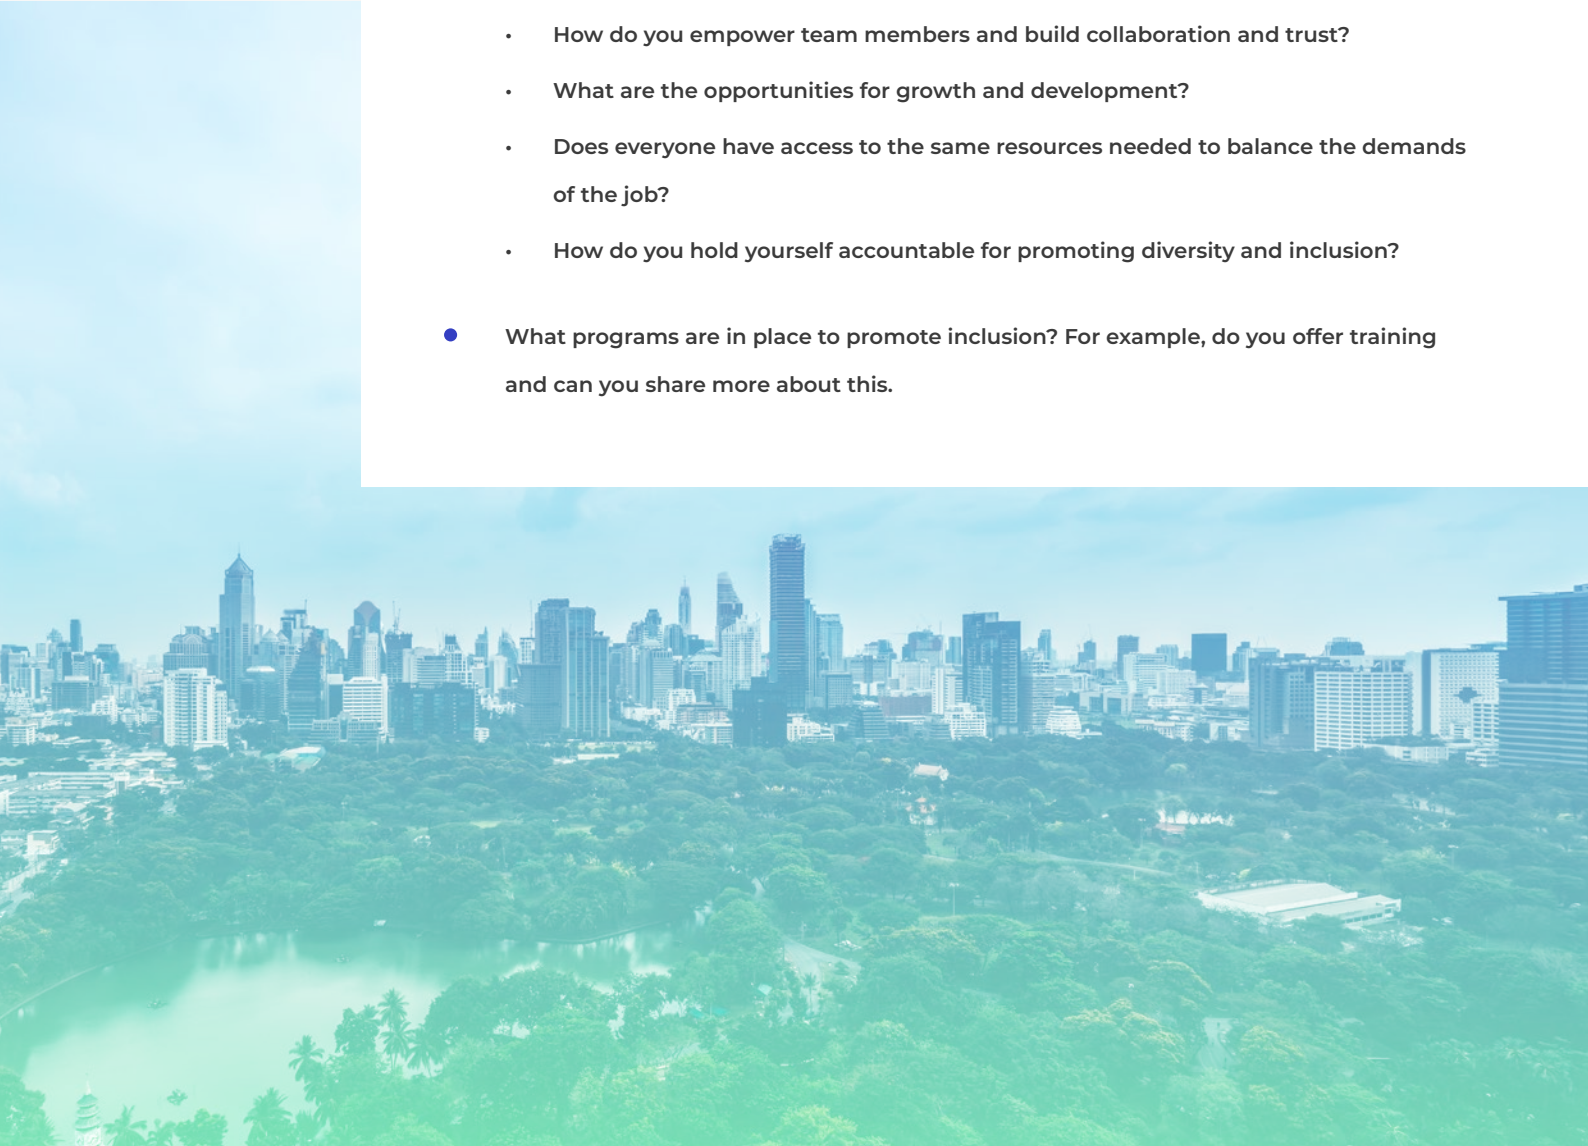 • How do you empower team members and build collaboration and trust?
• What are the opportunities for growth and development?
• Does everyone have access to the same resources needed to balance the demands
of the job?
• How do you hold yourself accountable for promoting diversity and inclusion?
• What programs are in place to promote inclusion? For example, do you offer training
and can you share more about this.